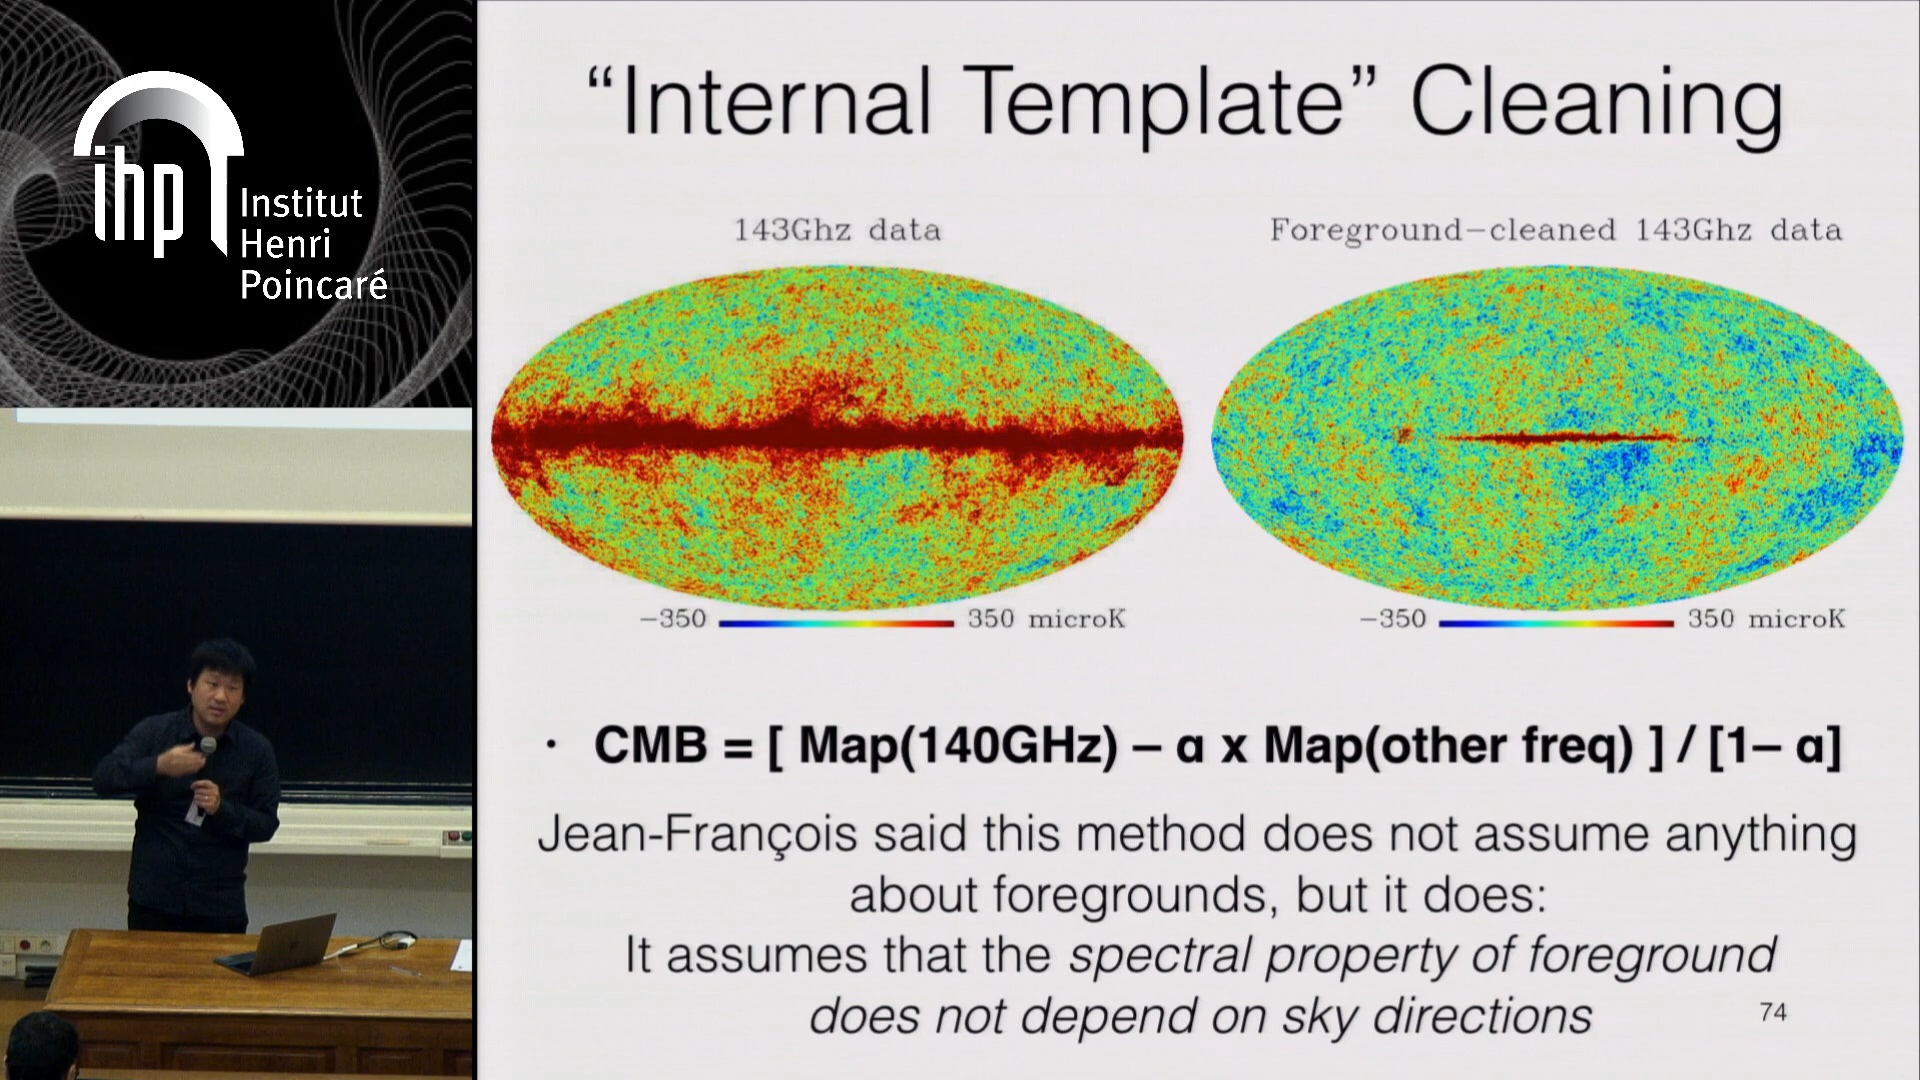 ihp
Institut
Henri
Poincaré
“Internal Template” Cleaning
143Ghz data
Foreground−cleaned 143Ghz data
−350 350 microK
−350 350 microK
· CMB = [ Map(140GHz) – α x Map(other freq) ] / [1– α]
Jean-François said this method does not assume anything
about foregrounds, but it does:
It assumes that the spectral property of foreground
does not depend on sky directions
74